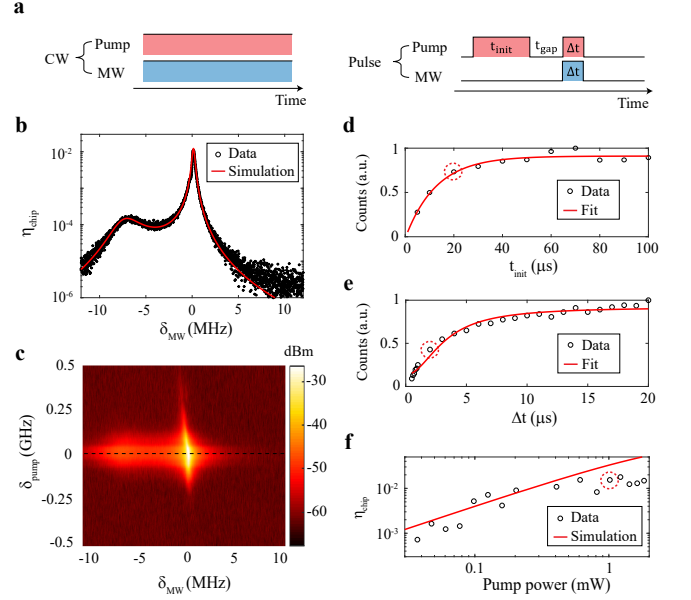 a
Pump
CW
MW
Time
Pump
t_init
t_gap
Δt
Pulse
MW
Δt
Time
b
10⁻²
10⁻⁴
10⁻⁶
η_chip
Data
Simulation
-10 -5 0 5 10
δ_MW (MHz)
c
dBm
0.5
0.25
0
-0.25
-0.5
δ_pump (GHz)
-30
-40
-50
-60
-10 -5 0 5 10
δ_MW (MHz)
d
1
0.5
0
Counts (a.u.)
Data
Fit
0 20 40 60 80 100
t_init (μs)
e
1
0.5
0
Counts (a.u.)
Data
Fit
0 5 10 15 20
Δt (μs)
f
10⁻²
10⁻³
η_chip
Data
Simulation
0.1 1
Pump power (mW)